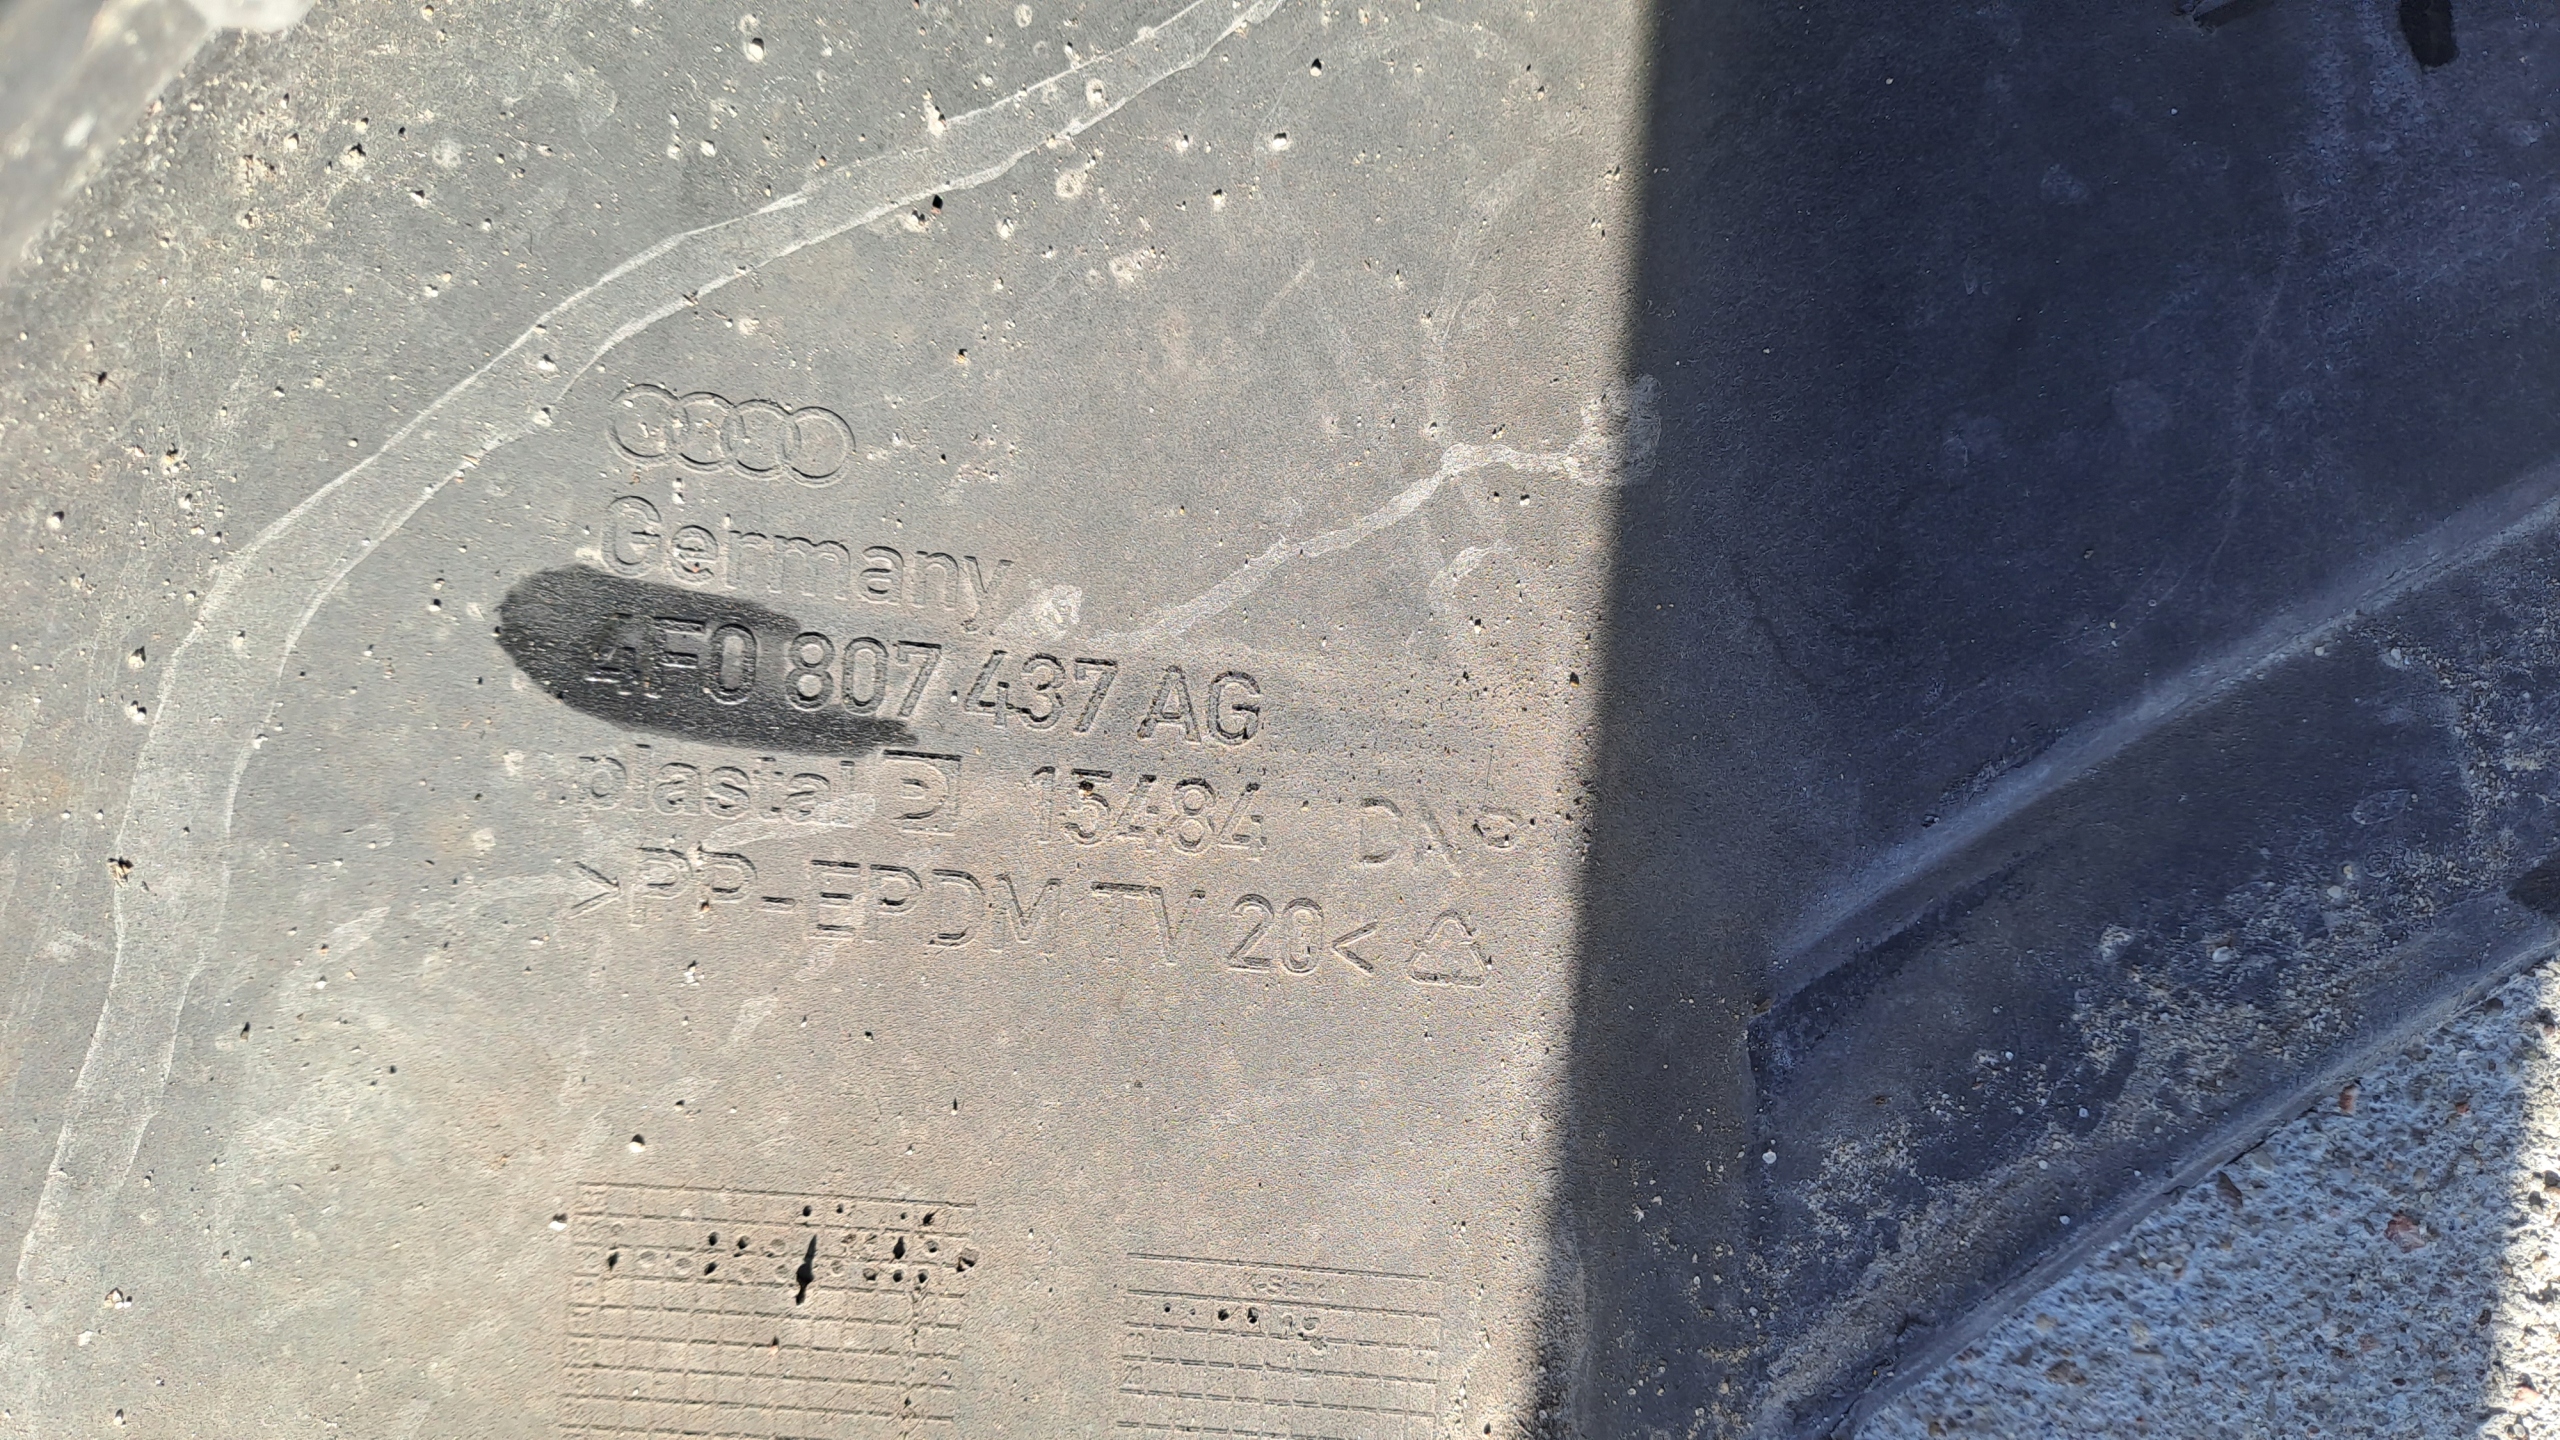 Germany
4F0 807 437 AG
plastal 15484
>PP-EPDM TV 20<